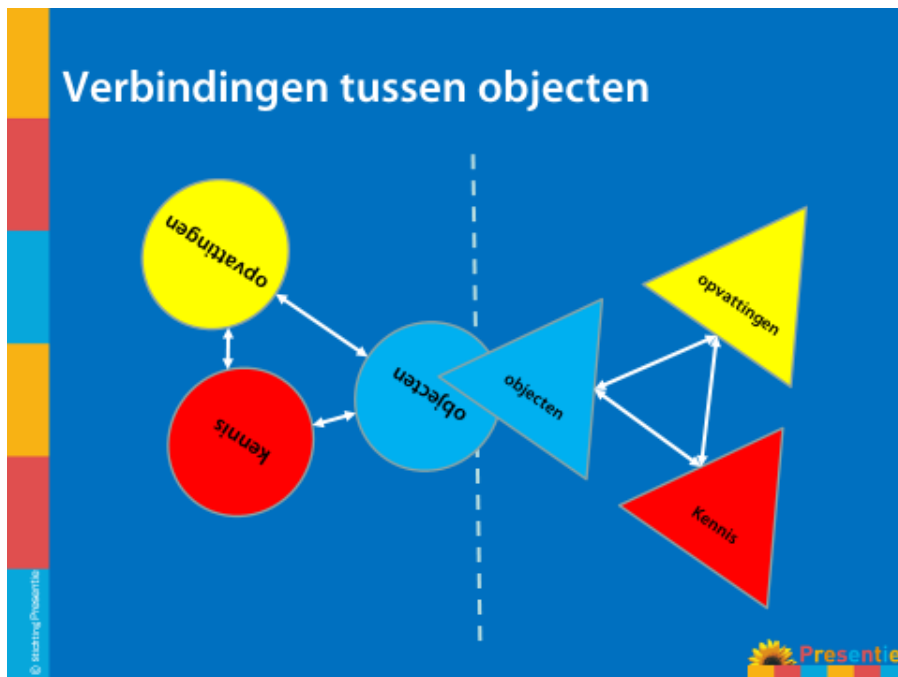 Verbindingen tussen objecten
opvattingen
kennis
objecten
objecten
opvattingen
Kennis
© Stichting Presentie
Presentie